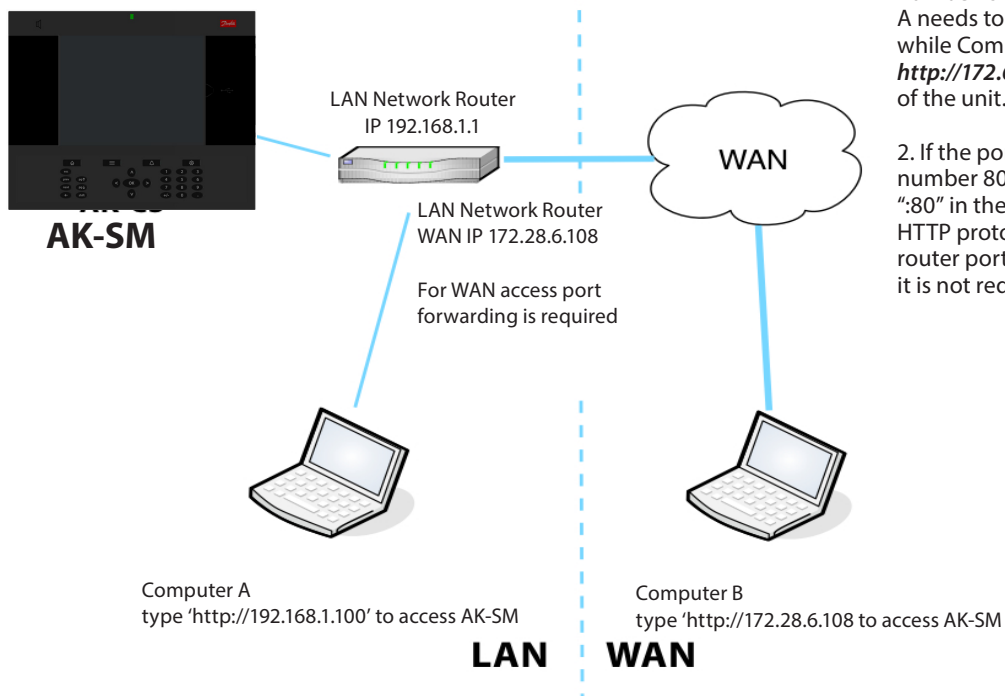 LAN Network Router
IP 192.168.1.1
AK-SM
LAN Network Router
WAN IP 172.28.6.108
For WAN access port
forwarding is required
WAN
A needs to
while Com
http://172.
of the unit.
2. If the po
number 80
“:80” in the
HTTP proto
router port
it is not rec
Computer A
type ‘http://192.168.1.100’ to access AK-SM
Computer B
type ‘http://172.28.6.108 to access AK-SM
LAN
WAN